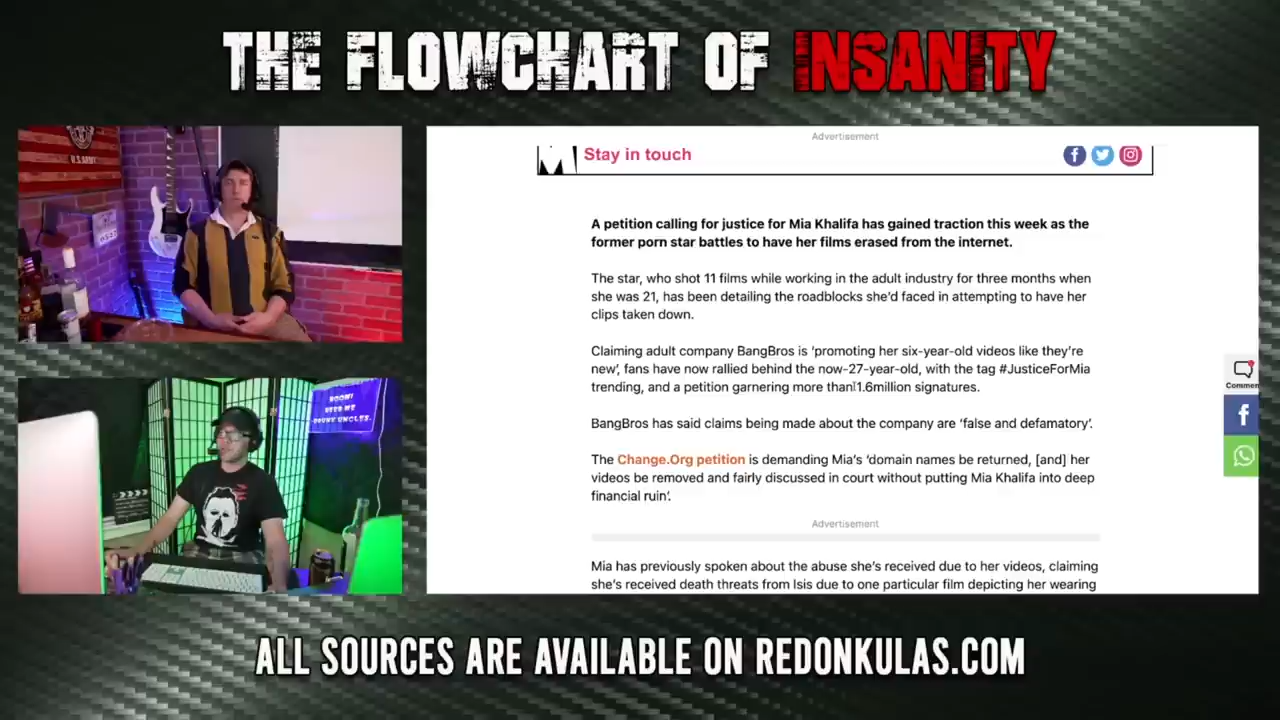 THE FLOWCHART OF INSANITY
U.S. ARMY
Advertisement
Stay in touch
A petition calling for justice for Mia Khalifa has gained traction this week as the
former porn star battles to have her films erased from the internet.
The star, who shot 11 films while working in the adult industry for three months when
she was 21, has been detailing the roadblocks she'd faced in attempting to have her
clips taken down.
Claiming adult company BangBros is ‘promoting her six-year-old videos like they're
new’, fans have now rallied behind the now-27-year-old, with the tag #JusticeForMia
trending, and a petition garnering more than 1.6million signatures.
BangBros has said claims being made about the company are ‘false and defamatory’.
The Change.Org petition is demanding Mia's ‘domain names be returned, [and] her
videos be removed and fairly discussed in court without putting Mia Khalifa into deep
financial ruin’.
Advertisement
Mia has previously spoken about the abuse she's received due to her videos, claiming
she's received death threats from Isis due to one particular film depicting her wearing
Commen
DRUNK UNCLES.
ALL SOURCES ARE AVAILABLE ON REDONKULAS.COM